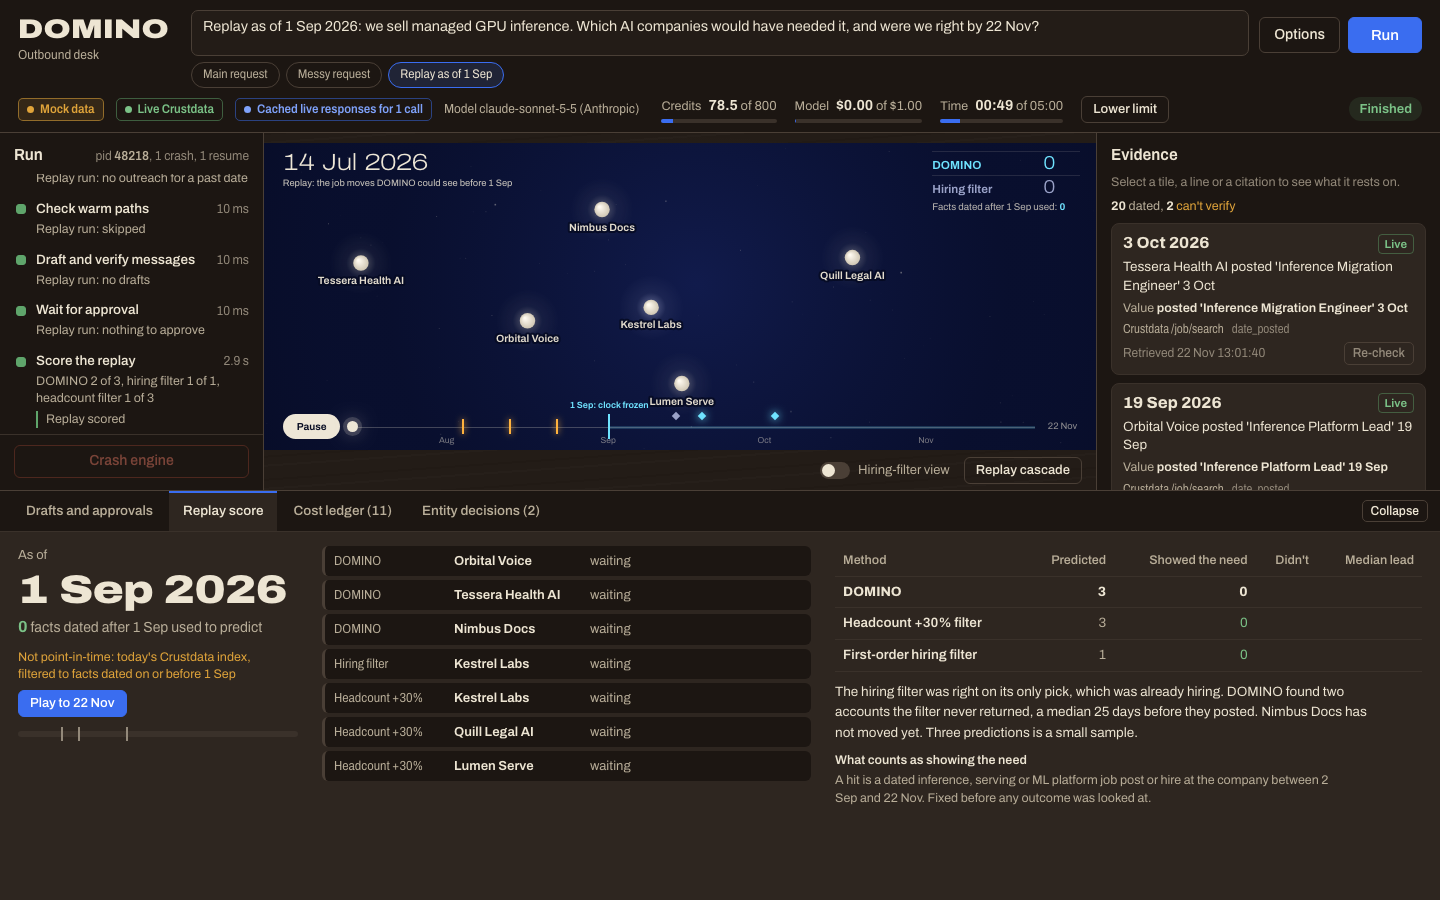 DOMINO
Outbound desk
Replay as of 1 Sep 2026: we sell managed GPU inference. Which AI companies would have needed it, and were we right by 22 Nov?
Options
Run
Main request
Messy request
Replay as of 1 Sep
Mock data
Live Crustdata
Cached live responses for 1 call
Model claude-sonnet-5-5 (Anthropic)
Credits 78.5 of 800
Model $0.00 of $1.00
Time 00:49 of 05:00
Lower limit
Finished
Run
pid 48218, 1 crash, 1 resume
Replay run: no outreach for a past date
Check warm paths 10 ms
Replay run: skipped
Draft and verify messages 10 ms
Replay run: no drafts
Wait for approval 10 ms
Replay run: nothing to approve
Score the replay 2.9 s
DOMINO 2 of 3, hiring filter 1 of 1,
headcount filter 1 of 3
Replay scored
Crash engine
14 Jul 2026
Replay: the job moves DOMINO could see before 1 Sep
DOMINO 0
Hiring filter 0
Facts dated after 1 Sep used: 0
Nimbus Docs
Tessera Health AI
Quill Legal AI
Kestrel Labs
Orbital Voice
Lumen Serve
1 Sep: clock frozen
Pause
Aug
Sep
Oct
Nov
22 Nov
Hiring-filter view
Replay cascade
Evidence
Select a tile, a line or a citation to see what it rests on.
20 dated, 2 can't verify
3 Oct 2026
Live
Tessera Health AI posted 'Inference Migration
Engineer' 3 Oct
Value posted 'Inference Migration Engineer' 3 Oct
Crustdata /job/search date_posted
Retrieved 22 Nov 13:01:40
Re-check
19 Sep 2026
Live
Orbital Voice posted 'Inference Platform Lead' 19
Sep
Value posted 'Inference Platform Lead' 19 Sep
Crustdata /job/search date_posted
Drafts and approvals
Replay score
Cost ledger (11)
Entity decisions (2)
Collapse
As of
1 Sep 2026
0 facts dated after 1 Sep used to predict
Not point-in-time: today's Crustdata index,
filtered to facts dated on or before 1 Sep
Play to 22 Nov
DOMINO Orbital Voice waiting
DOMINO Tessera Health AI waiting
DOMINO Nimbus Docs waiting
Hiring filter Kestrel Labs waiting
Headcount +30% Kestrel Labs waiting
Headcount +30% Quill Legal AI waiting
Headcount +30% Lumen Serve waiting
Method Predicted Showed the need Didn't Median lead
DOMINO 3 0
Headcount +30% filter 3 0
First-order hiring filter 1 0
The hiring filter was right on its only pick, which was already hiring. DOMINO found two
accounts the filter never returned, a median 25 days before they posted. Nimbus Docs has
not moved yet. Three predictions is a small sample.
What counts as showing the need
A hit is a dated inference, serving or ML platform job post or hire at the company between 2
Sep and 22 Nov. Fixed before any outcome was looked at.